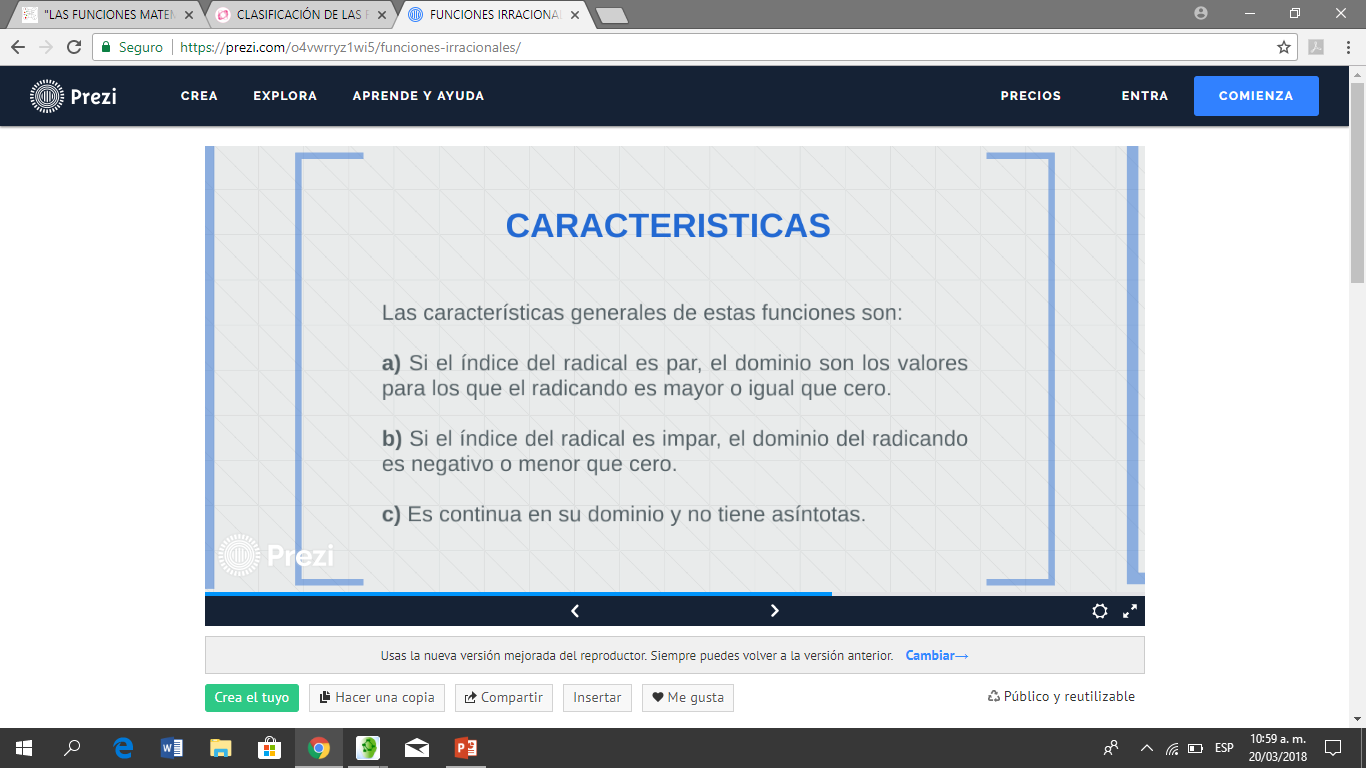 "LAS FUNCIONES MATEM
CLASIFICACIÓN DE LAS F
FUNCIONES IRRACIONAL
Seguro
https://prezi.com/o4vwrryz1wi5/funciones-irracionales/
Prezi
CREA
EXPLORA
APRENDE Y AYUDA
PRECIOS
ENTRA
COMIENZA
CARACTERISTICAS
Las características generales de estas funciones son:
a) Si el índice del radical es par, el dominio son los valores
para los que el radicando es mayor o igual que cero.
b) Si el índice del radical es impar, el dominio del radicando
es negativo o menor que cero.
c) Es continua en su dominio y no tiene asíntotas.
Prezi
Usas la nueva versión mejorada del reproductor. Siempre puedes volver a la versión anterior. Cambiar→
Crea el tuyo
Hacer una copia
Compartir
Insertar
Me gusta
Público y reutilizable
ESP
10:59 a. m.
20/03/2018